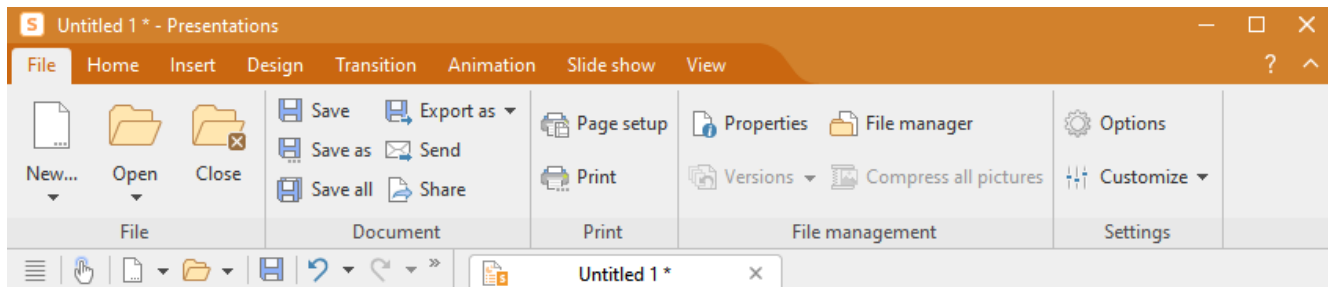 S Untitled 1 * - Presentations
File Home Insert Design Transition Animation Slide show View ?
New... Open Close
Save Export as
Save as Send
Save all Share
Page setup
Print
Properties File manager
Versions Compress all pictures
Options
Customize
File Document Print File management Settings
» S Untitled 1 *